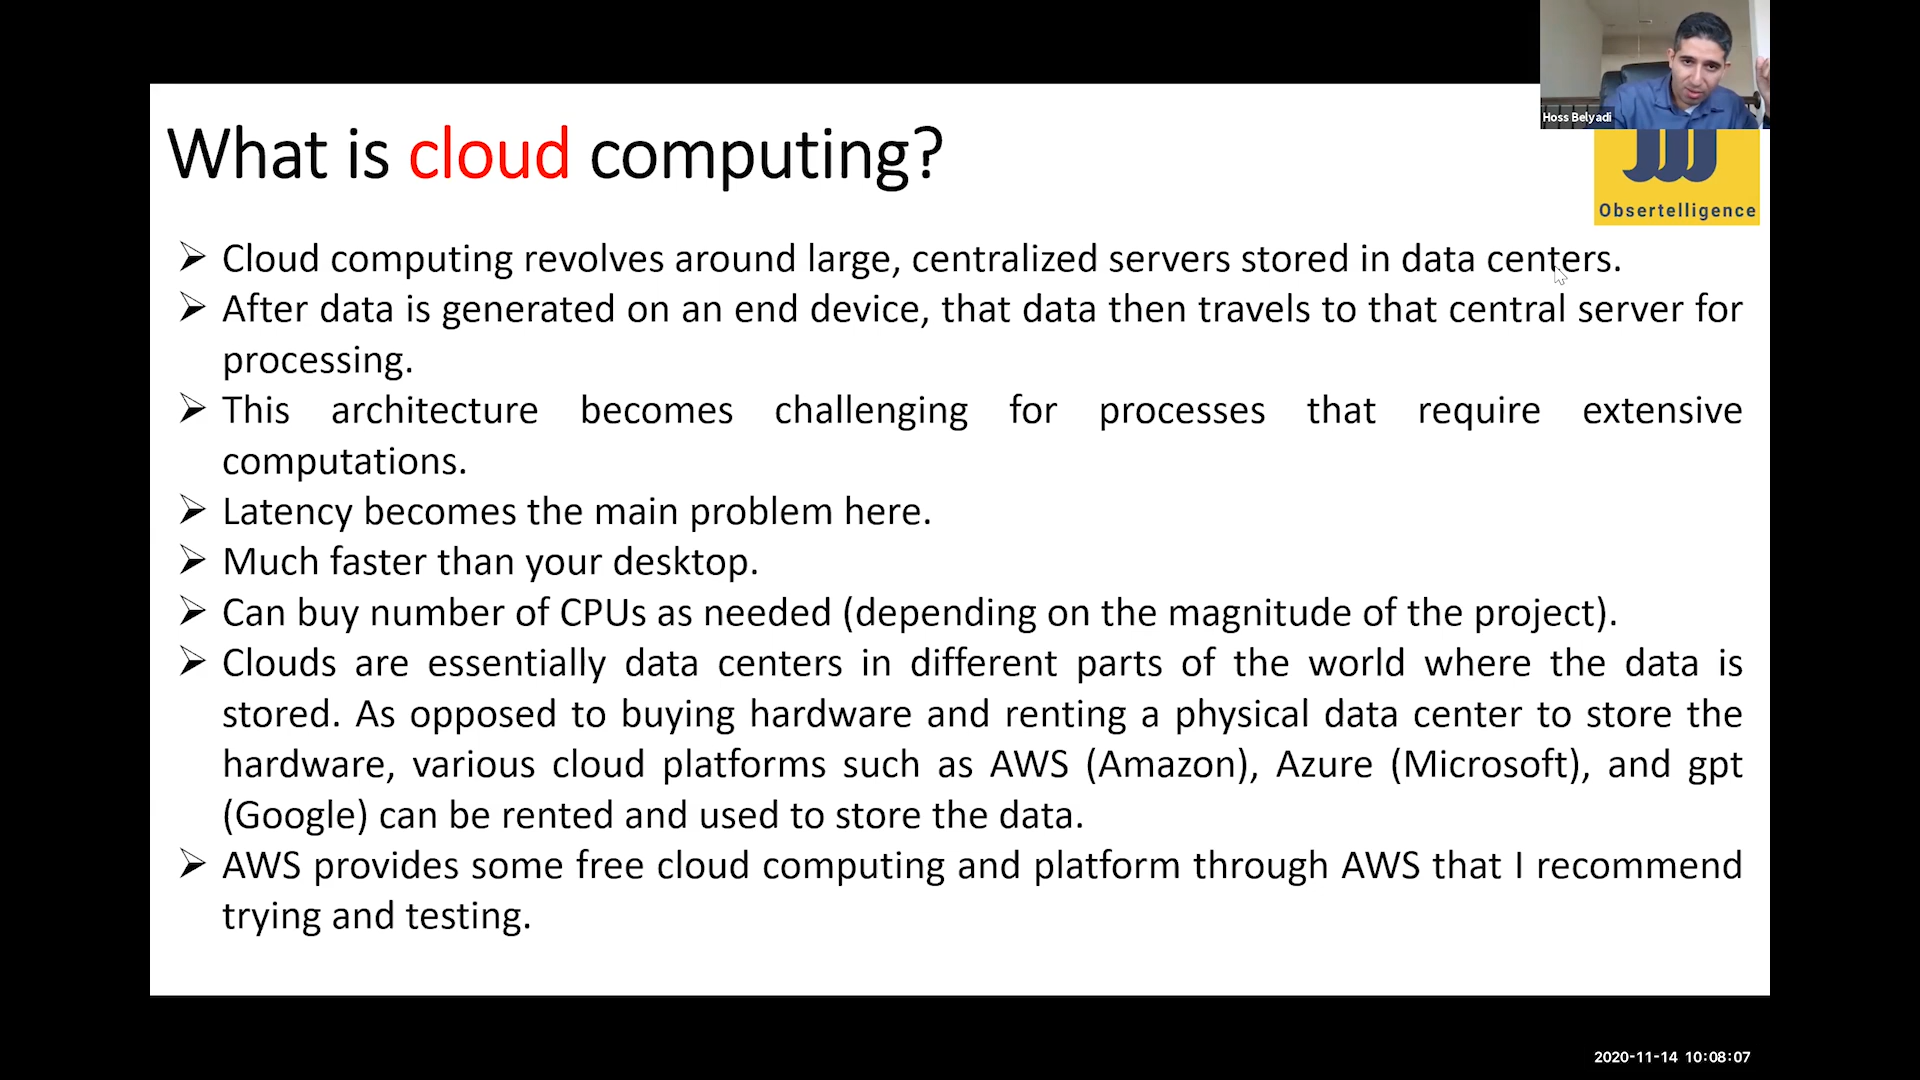 Hoss Belyadi
What is cloud computing?
Obsertelligence
➢ Cloud computing revolves around large, centralized servers stored in data centers.
➢ After data is generated on an end device, that data then travels to that central server for
processing.
➢ This architecture becomes challenging for processes that require extensive
computations.
➢ Latency becomes the main problem here.
➢ Much faster than your desktop.
➢ Can buy number of CPUs as needed (depending on the magnitude of the project).
➢ Clouds are essentially data centers in different parts of the world where the data is
stored. As opposed to buying hardware and renting a physical data center to store the
hardware, various cloud platforms such as AWS (Amazon), Azure (Microsoft), and gpt
(Google) can be rented and used to store the data.
➢ AWS provides some free cloud computing and platform through AWS that I recommend
trying and testing.
2020-11-14 10:08:07